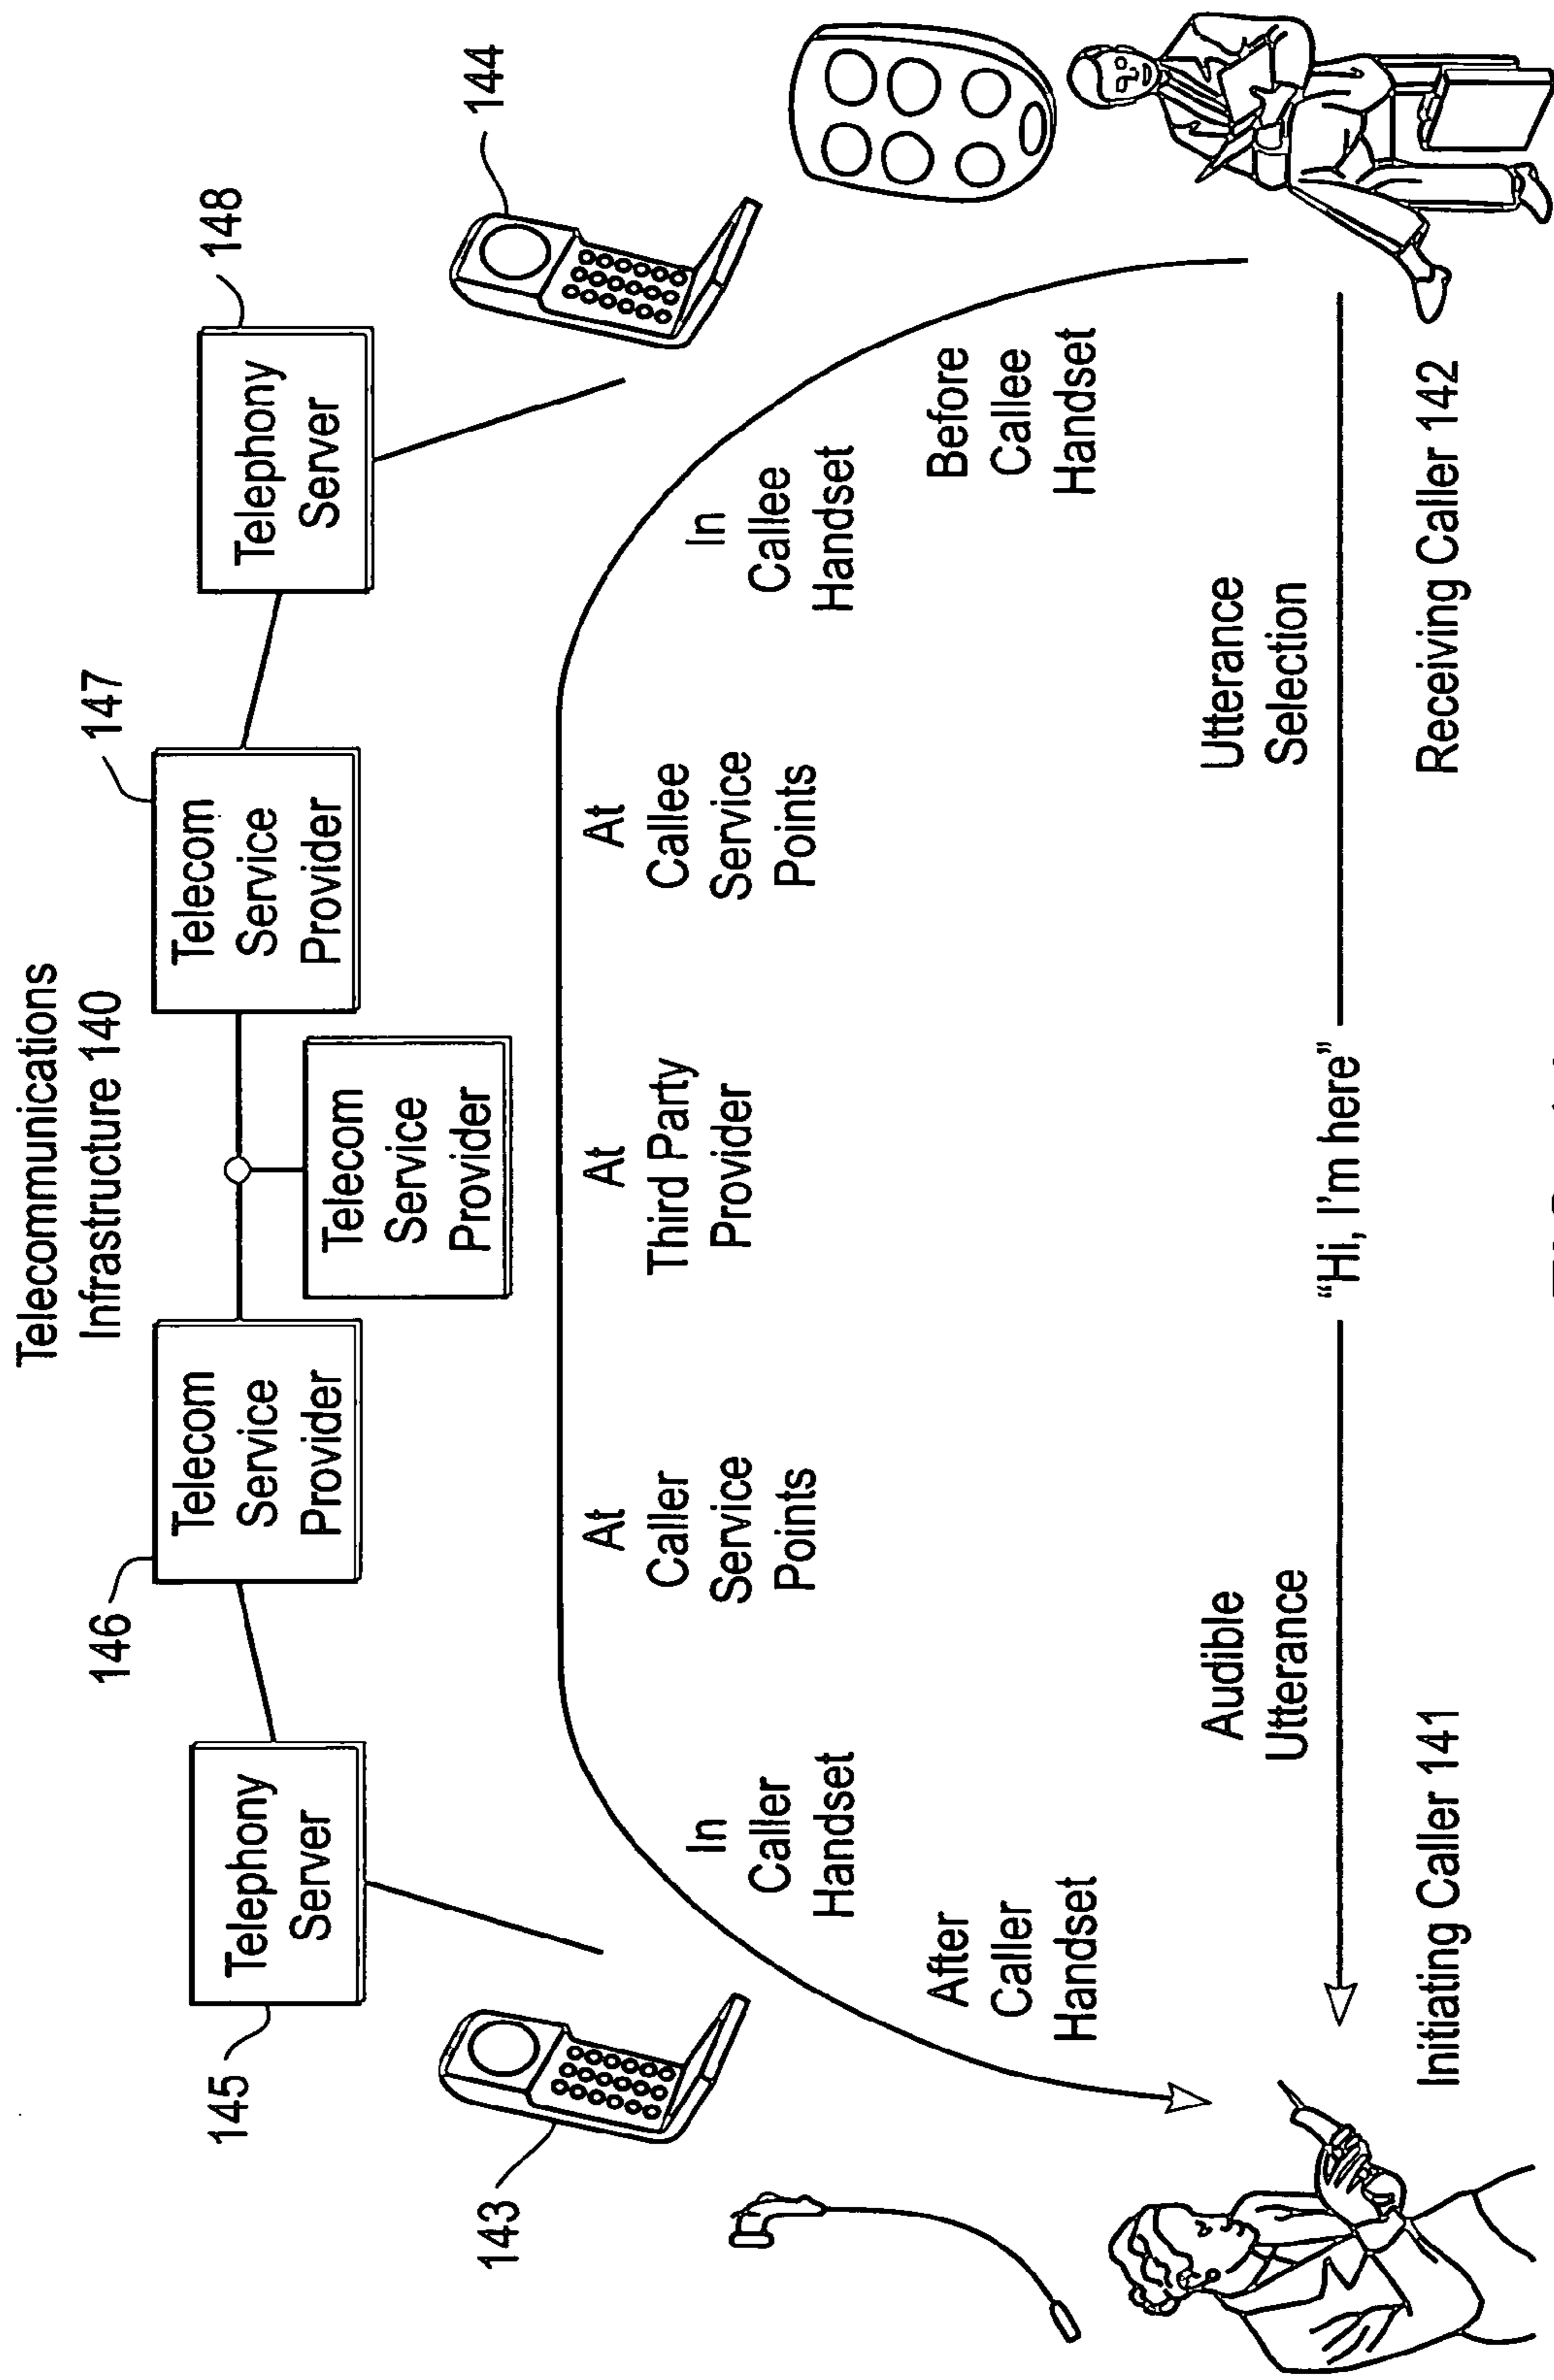 Telecommunications
Infrastructure 140
145
Telephony
Server
146
Telecom
Service
Provider
Telecom
Service
Provider
147
Telecom
Service
Provider
148
Telephony
Server
143
144
In
Caller
Handset
At
Caller
Service
Points
At
Third Party
Provider
At
Callee
Service
Points
In
Callee
Handset
After
Caller
Handset
Before
Callee
Handset
Audible
Utterance
Utterance
Selection
“Hi, I’m here”
Initiating Caller 141
Receiving Caller 142